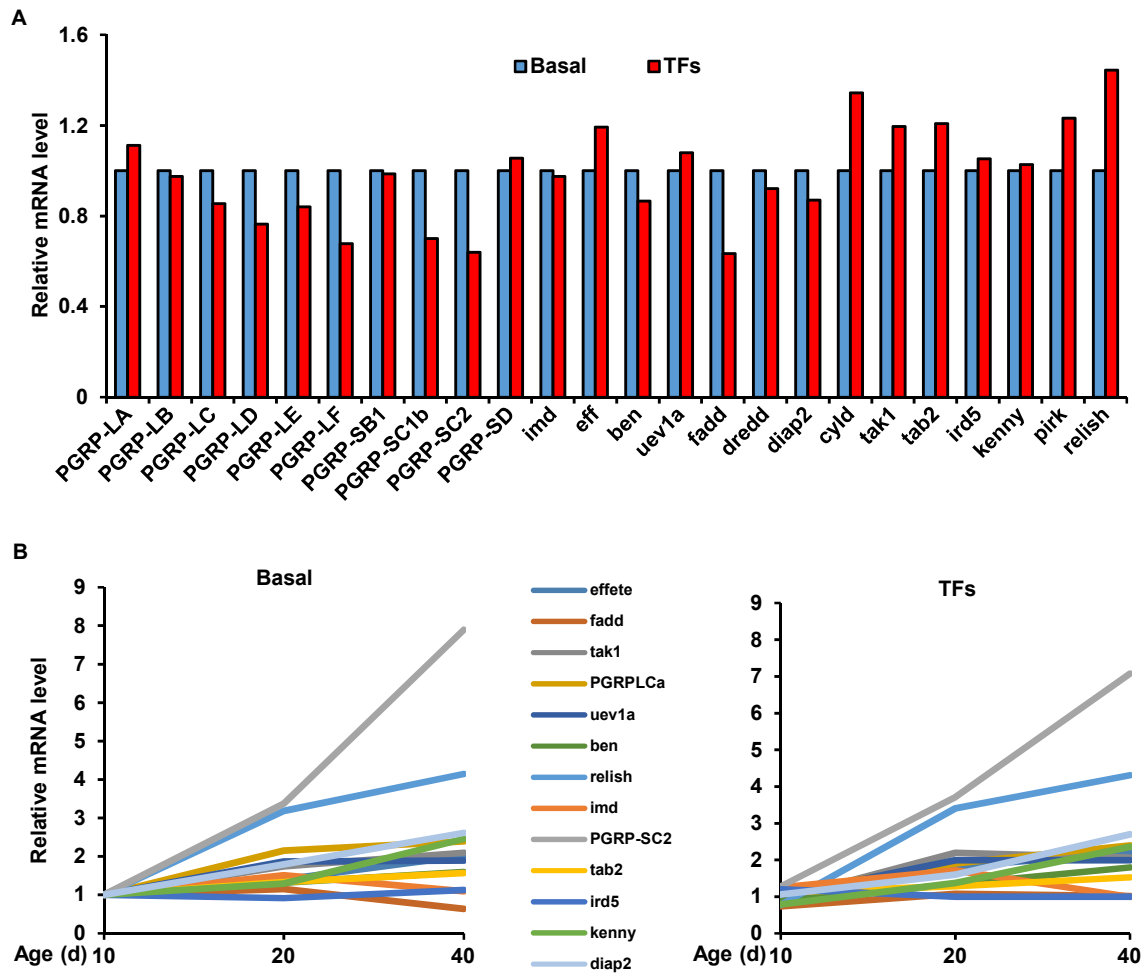 A
Relative mRNA level
1.6
1.2
0.8
0.4
0
Basal
TFs
PGRP-LA
PGRP-LB
PGRP-LC
PGRP-LD
PGRP-LE
PGRP-LF
PGRP-SB1
PGRP-SC1b
PGRP-SC2
PGRP-SD
imd
eff
ben
uev1a
fadd
dredd
diap2
cyld
tak1
tab2
ird5
kenny
pirk
relish
B
Basal
Relative mRNA level
9
8
7
6
5
4
3
2
1
0
Age (d)
10
20
40
effete
fadd
tak1
PGRPLCa
uev1a
ben
relish
imd
PGRP-SC2
tab2
ird5
kenny
diap2
TFs
9
8
7
6
5
4
3
2
1
0
Age (d)
10
20
40